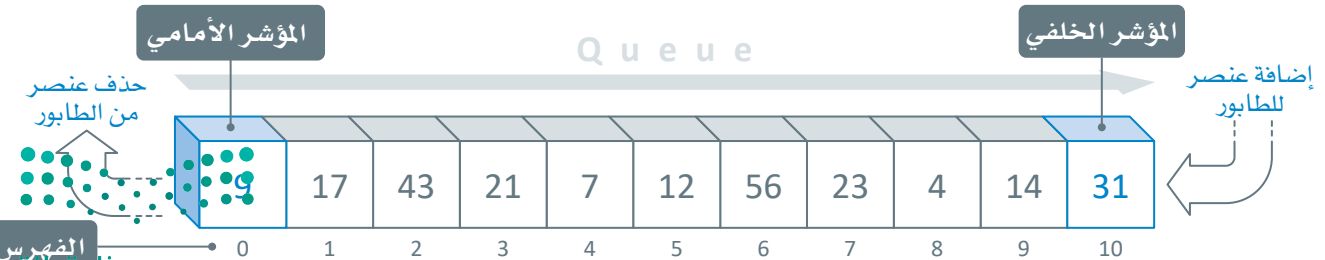 المؤشر الأمامي
Queue
المؤشر الخلفي
إضافة عنصر
للطابور
حذف عنصر
من الطابور
9 17 43 21 7 12 56 23 4 14 31
الفهرس
0 1 2 3 4 5 6 7 8 9 10